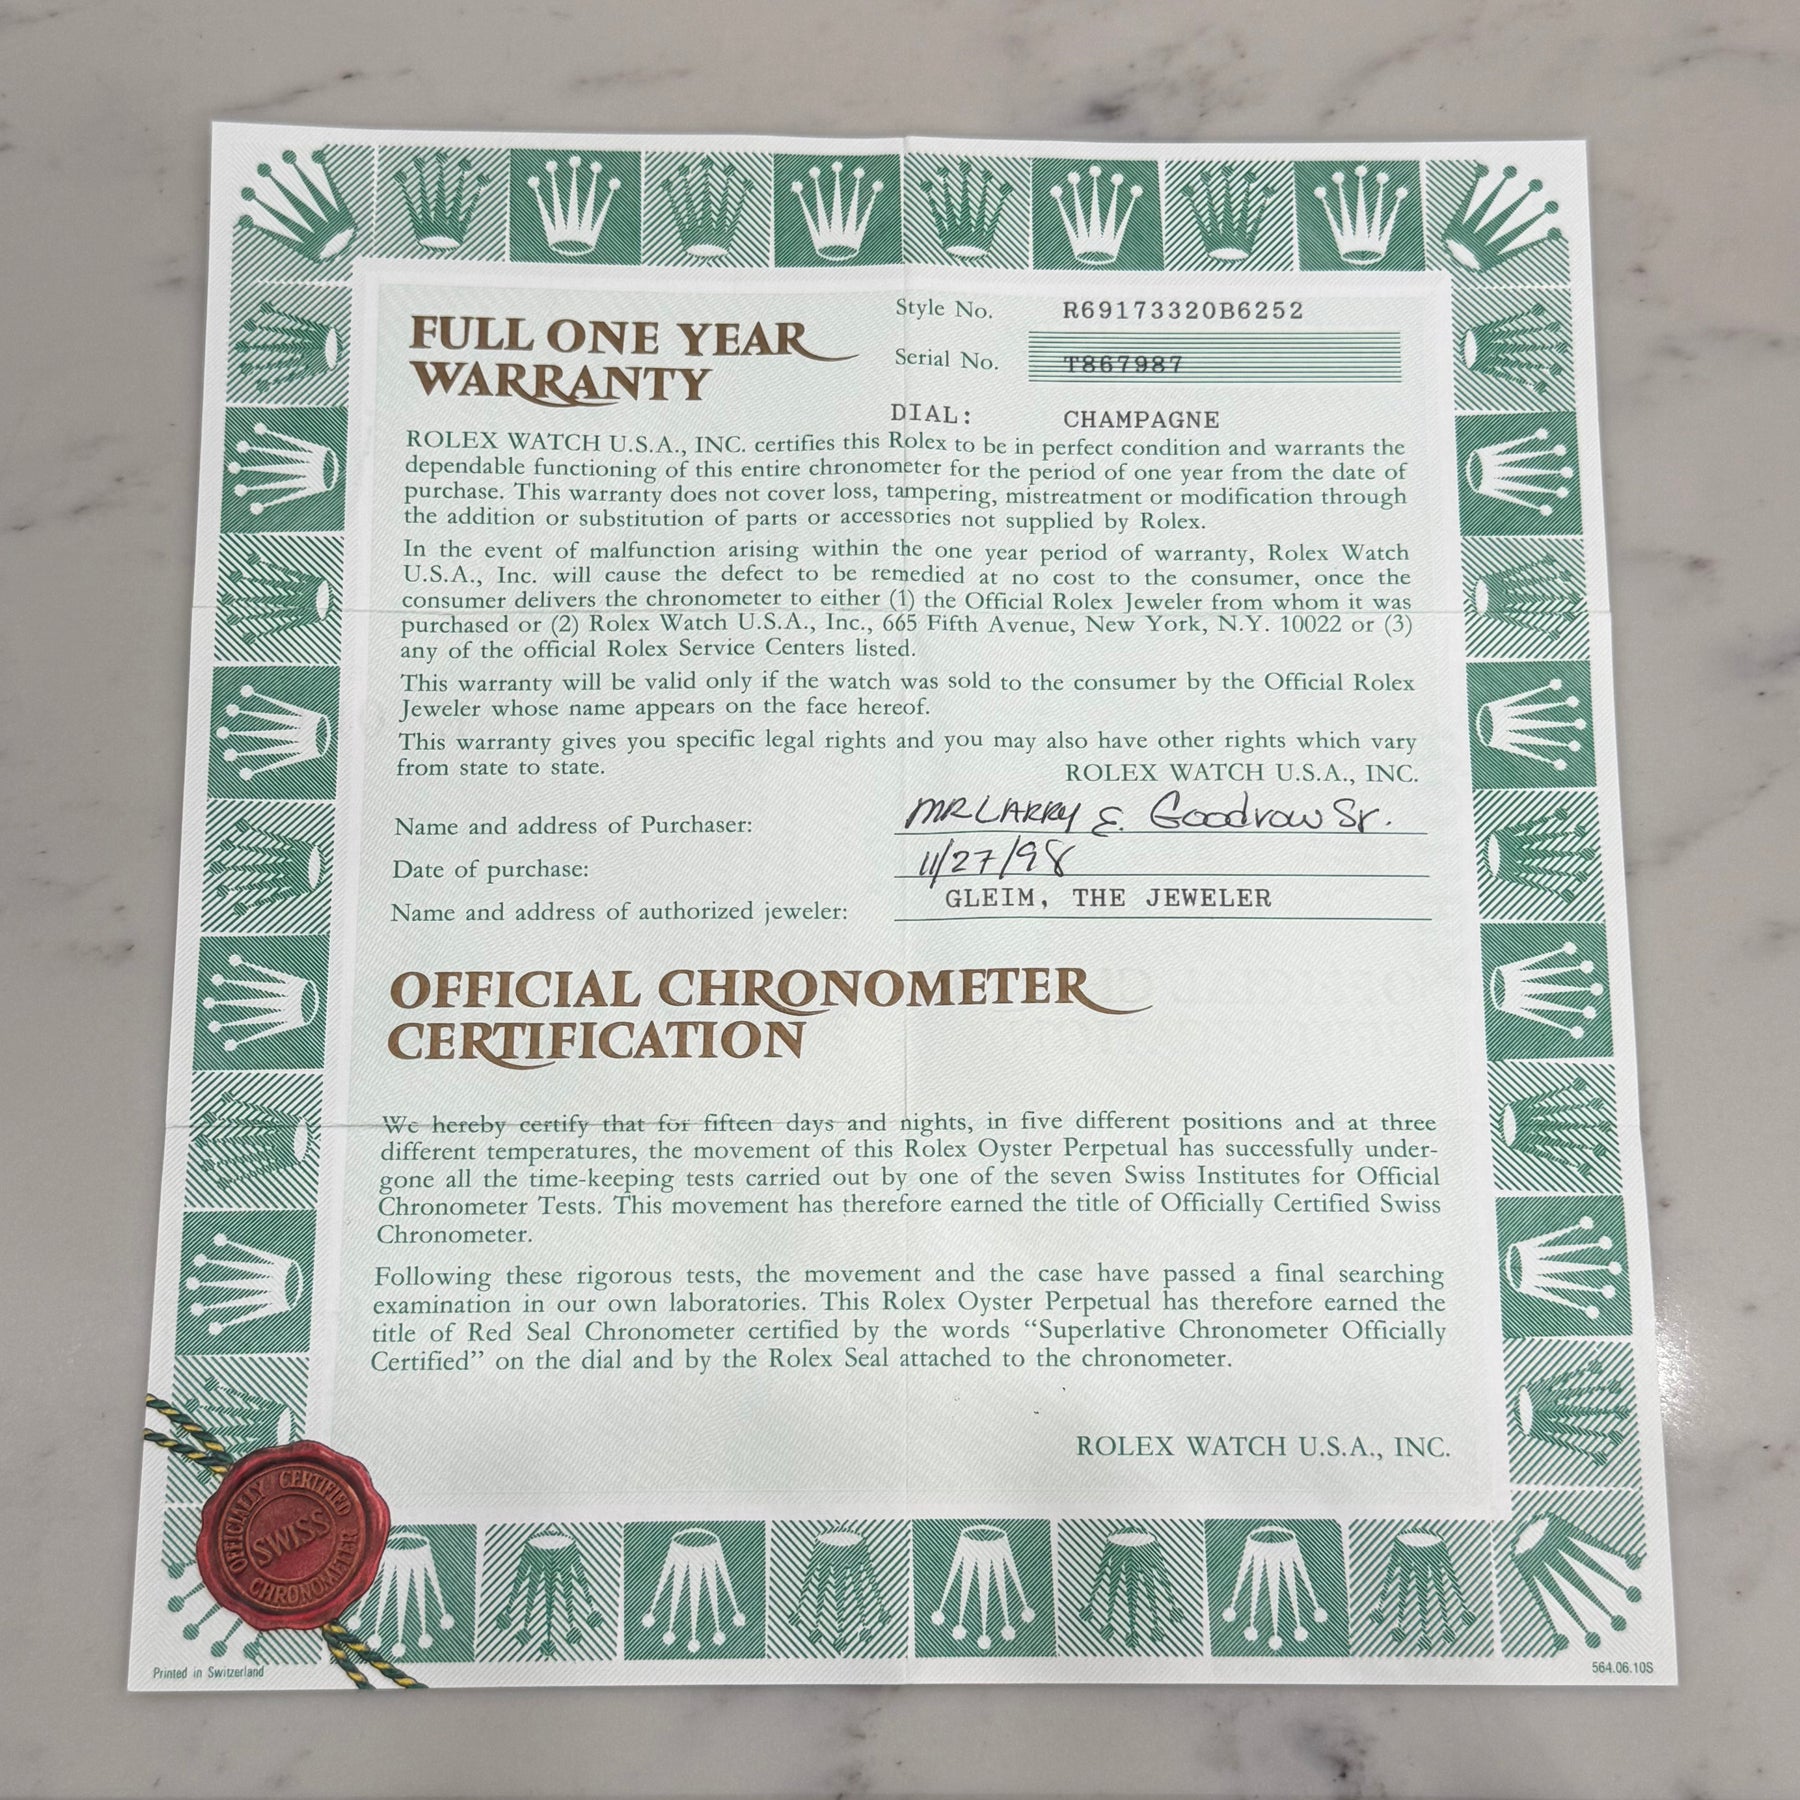 FULL ONE YEAR
WARRANTY
Style No. R69173320B6252
Serial No. T867987
DIAL: CHAMPAGNE
ROLEX WATCH U.S.A., INC. certifies this Rolex to be in perfect condition and warrants the
dependable functioning of this entire chronometer for the period of one year from the date of
purchase. This warranty does not cover loss, tampering, mistreatment or modification through
the addition or substitution of parts or accessories not supplied by Rolex.
In the event of malfunction arising within the one year period of warranty, Rolex Watch
U.S.A., Inc. will cause the defect to be remedied at no cost to the consumer, once the
consumer delivers the chronometer to either (1) the Official Rolex Jeweler from whom it was
purchased or (2) Rolex Watch U.S.A., Inc., 665 Fifth Avenue, New York, N.Y. 10022 or (3)
any of the official Rolex Service Centers listed.
This warranty will be valid only if the watch was sold to the consumer by the Official Rolex
Jeweler whose name appears on the face hereof.
This warranty gives you specific legal rights and you may also have other rights which vary
from state to state.
ROLEX WATCH U.S.A., INC.
Name and address of Purchaser: MR LARRY E. Goodrow Sr.
Date of purchase: 11/27/98
Name and address of authorized jeweler: GLEIM, THE JEWELER
OFFICIAL CHRONOMETER
CERTIFICATION
We hereby certify that for fifteen days and nights, in five different positions and at three
different temperatures, the movement of this Rolex Oyster Perpetual has successfully under-
gone all the time-keeping tests carried out by one of the seven Swiss Institutes for Official
Chronometer Tests. This movement has therefore earned the title of Officially Certified Swiss
Chronometer.
Following these rigorous tests, the movement and the case have passed a final searching
examination in our own laboratories. This Rolex Oyster Perpetual has therefore earned the
title of Red Seal Chronometer certified by the words “Superlative Chronometer Officially
Certified” on the dial and by the Rolex Seal attached to the chronometer.
ROLEX WATCH U.S.A., INC.
OFFICIALLY CERTIFIED
SWISS
CHRONOMETER
Printed in Switzerland
564.06.10S